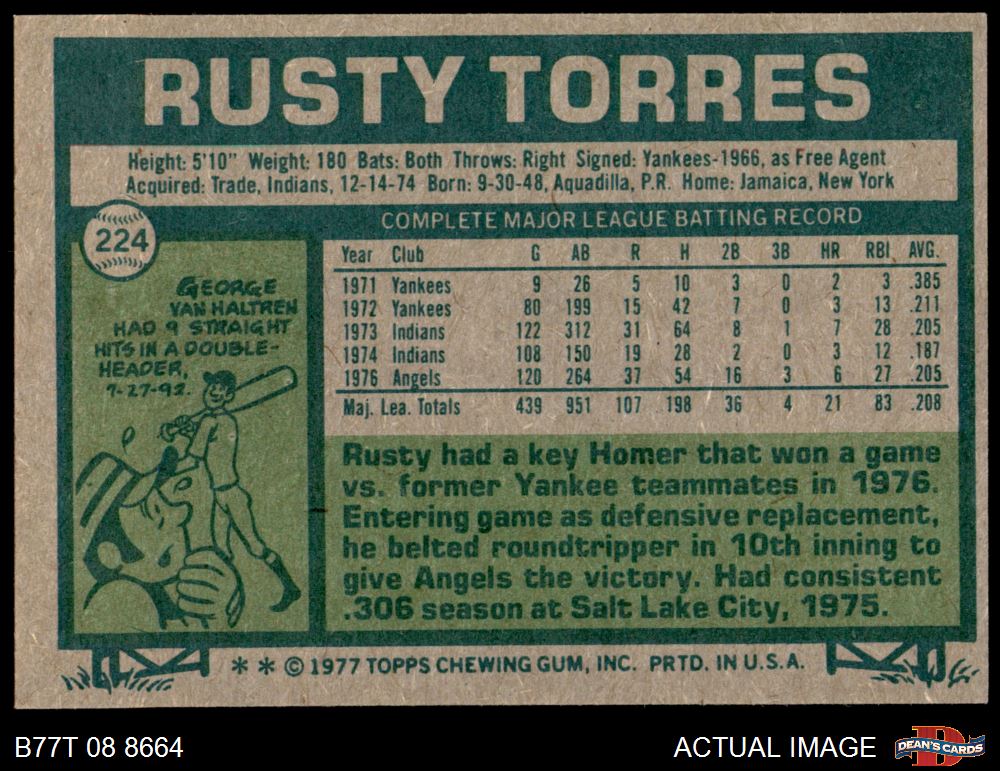 RUSTY TORRES
Height: 5'10" Weight: 180 Bats: Both Throws: Right Signed: Yankees-1966, as Free Agent
Acquired: Trade, Indians, 12-14-74 Born: 9-30-48, Aquadilla, P.R. Home: Jamaica, New York
224
GEORGE
VAN HALTREN
HAD 9 STRAIGHT
HITS IN A DOUBLE-
HEADER,
7-27-92.
COMPLETE MAJOR LEAGUE BATTING RECORD
Year Club G AB R H 2B 3B HR RBI AVG.
1971 Yankees 9 26 5 10 3 0 2 3 .385
1972 Yankees 80 199 15 42 7 0 3 13 .211
1973 Indians 122 312 31 64 8 1 7 28 .205
1974 Indians 108 150 19 28 2 0 3 12 .187
1976 Angels 120 264 37 54 16 3 6 27 .205
Maj. Lea. Totals 439 951 107 198 36 4 21 83 .208
Rusty had a key Homer that won a game
vs. former Yankee teammates in 1976.
Entering game as defensive replacement,
he belted roundtripper in 10th inning to
give Angels the victory. Had consistent
.306 season at Salt Lake City, 1975.
* * © 1977 TOPPS CHEWING GUM, INC. PRTD. IN U.S.A.
B77T 08 8664
ACTUAL IMAGE
D
DEAN'S CARDS